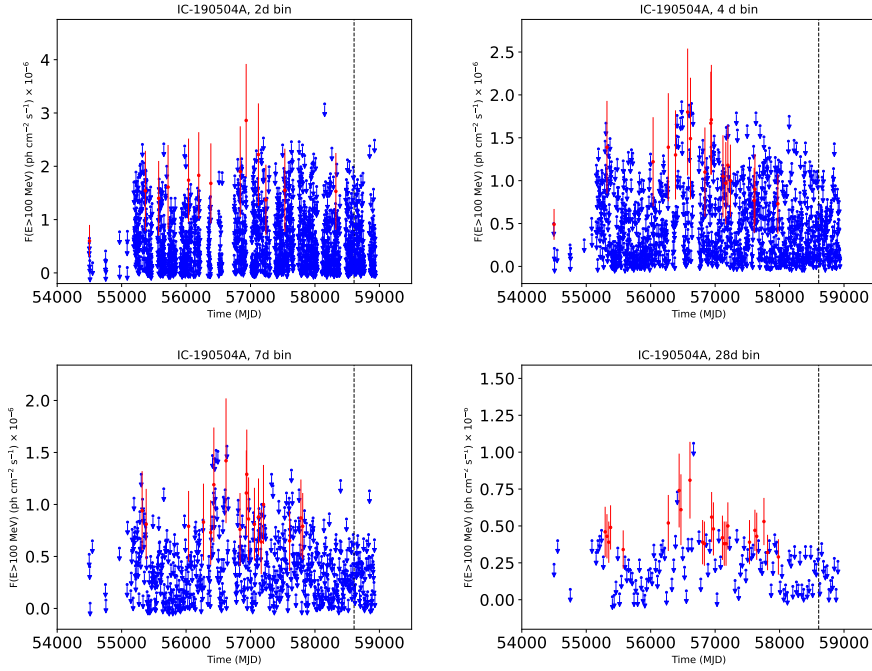 IC-190504A, 2d bin
F(E>100 MeV) (ph cm⁻² s⁻¹) × 10⁻⁶
4
3
2
1
0
54000 55000 56000 57000 58000 59000
Time (MJD)
IC-190504A, 4 d bin
F(E>100 MeV) (ph cm⁻² s⁻¹) × 10⁻⁶
2.5
2.0
1.5
1.0
0.5
0.0
54000 55000 56000 57000 58000 59000
Time (MJD)
IC-190504A, 7d bin
F(E>100 MeV) (ph cm⁻² s⁻¹) × 10⁻⁶
2.0
1.5
1.0
0.5
0.0
54000 55000 56000 57000 58000 59000
Time (MJD)
IC-190504A, 28d bin
F(E>100 MeV) (ph cm⁻² s⁻¹) × 10⁻⁶
1.50
1.25
1.00
0.75
0.50
0.25
0.00
54000 55000 56000 57000 58000 59000
Time (MJD)